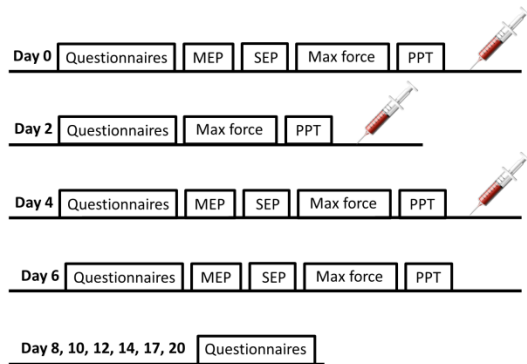 Day 0 Questionnaires MEP SEP Max force PPT
Day 2 Questionnaires Max force PPT
Day 4 Questionnaires MEP SEP Max force PPT
Day 6 Questionnaires MEP SEP Max force PPT
Day 8, 10, 12, 14, 17, 20 Questionnaires